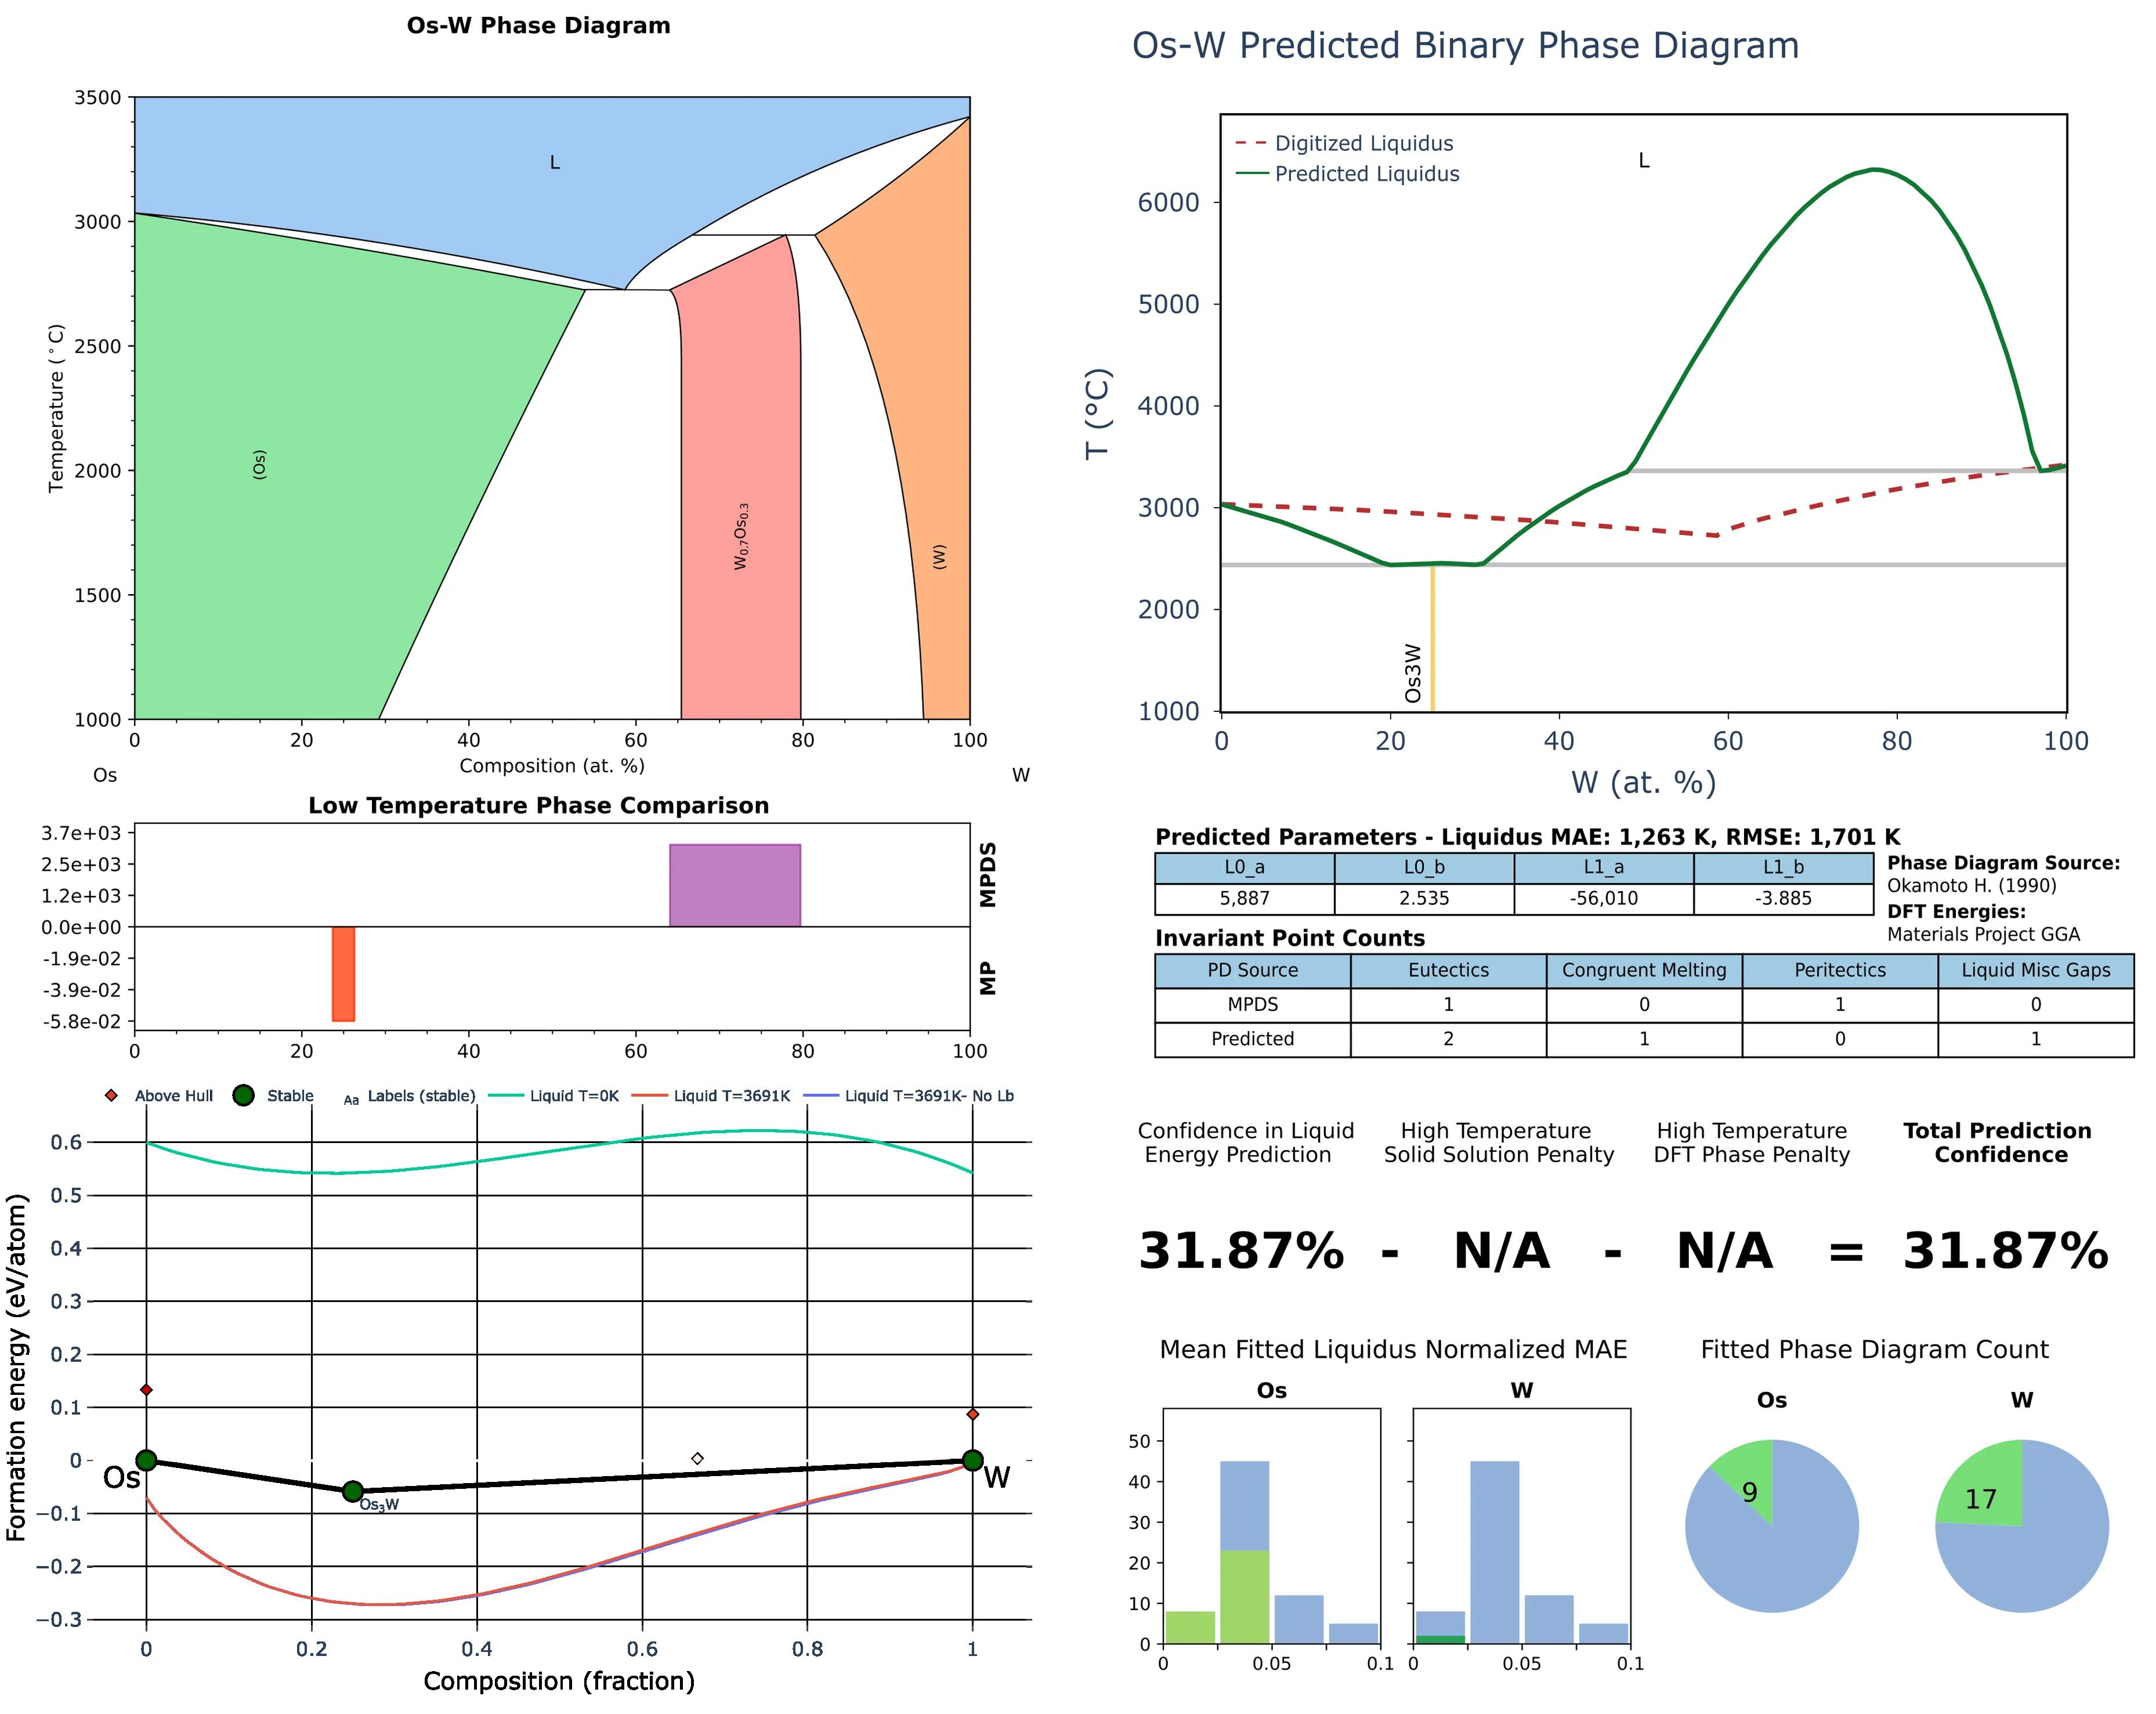 Os-W Phase Diagram
3500
3000
2500
2000
1500
1000
Temperature (°C)
L
(Os)
W0.7Os0.3
(W)
0 20 40 60 80 100
Composition (at. %)
Os W
Low Temperature Phase Comparison
3.7e+03
2.5e+03
1.2e+03
0.0e+00
-1.9e-02
-3.9e-02
-5.8e-02
MPDS
MP
0 20 40 60 80 100
Above Hull Stable Aa Labels (stable) Liquid T=0K Liquid T=3691K Liquid T=3691K- No Lb
0.6
0.5
0.4
0.3
0.2
0.1
0
−0.1
−0.2
−0.3
Formation energy (eV/atom)
Os
Os3W
W
0 0.2 0.4 0.6 0.8 1
Composition (fraction)
Os-W Predicted Binary Phase Diagram
Digitized Liquidus
Predicted Liquidus
L
6000
5000
4000
3000
2000
1000
T (°C)
Os3W
0 20 40 60 80 100
W (at. %)
Predicted Parameters - Liquidus MAE: 1,263 K, RMSE: 1,701 K
L0_a L0_b L1_a L1_b
5,887 2.535 -56,010 -3.885
Phase Diagram Source:
Okamoto H. (1990)
DFT Energies:
Materials Project GGA
Invariant Point Counts
PD Source Eutectics Congruent Melting Peritectics Liquid Misc Gaps
MPDS 1 0 1 0
Predicted 2 1 0 1
Confidence in Liquid
Energy Prediction
High Temperature
Solid Solution Penalty
High Temperature
DFT Phase Penalty
Total Prediction
Confidence
31.87% - N/A - N/A = 31.87%
Mean Fitted Liquidus Normalized MAE
Os W
50
40
30
20
10
0
0 0.05 0.1
0 0.05 0.1
Fitted Phase Diagram Count
Os W
9
17